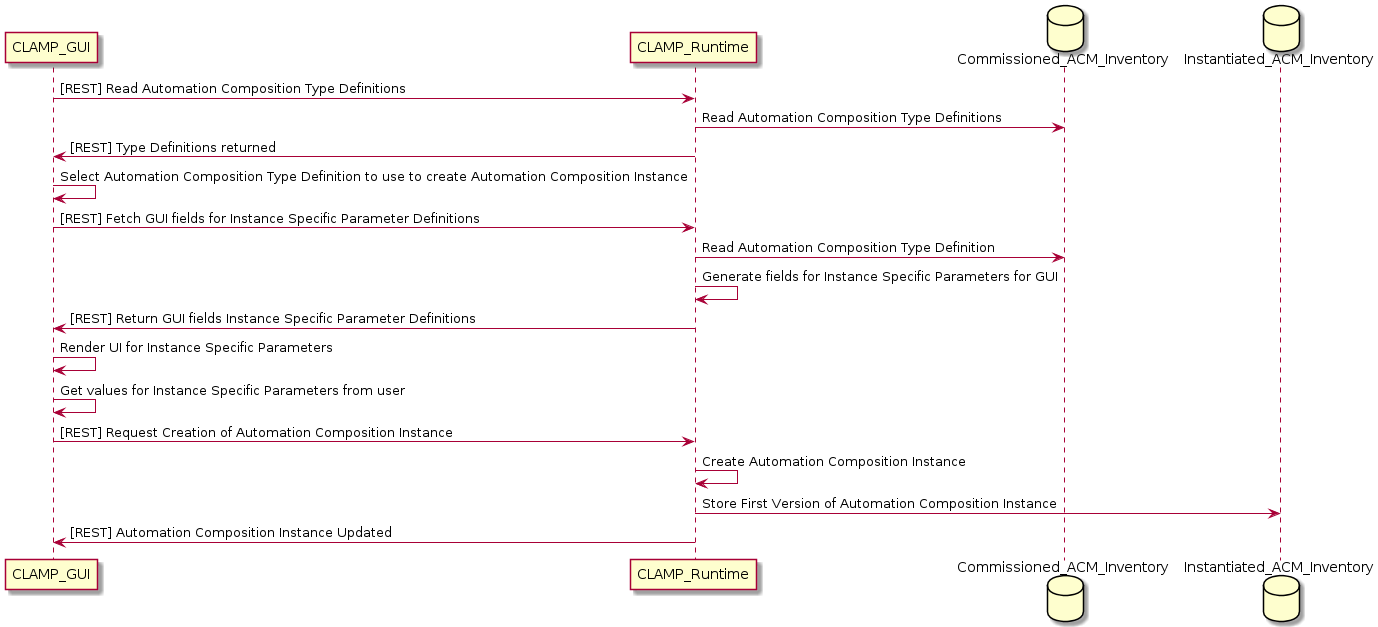 CLAMP_GUI
CLAMP_Runtime
Commissioned_ACM_Inventory
Instantiated_ACM_Inventory
[REST] Read Automation Composition Type Definitions
Read Automation Composition Type Definitions
[REST] Type Definitions returned
Select Automation Composition Type Definition to use to create Automation Composition Instance
[REST] Fetch GUI fields for Instance Specific Parameter Definitions
Read Automation Composition Type Definition
Generate fields for Instance Specific Parameters for GUI
[REST] Return GUI fields Instance Specific Parameter Definitions
Render UI for Instance Specific Parameters
Get values for Instance Specific Parameters from user
[REST] Request Creation of Automation Composition Instance
Create Automation Composition Instance
Store First Version of Automation Composition Instance
[REST] Automation Composition Instance Updated
CLAMP_GUI
CLAMP_Runtime
Commissioned_ACM_Inventory
Instantiated_ACM_Inventory